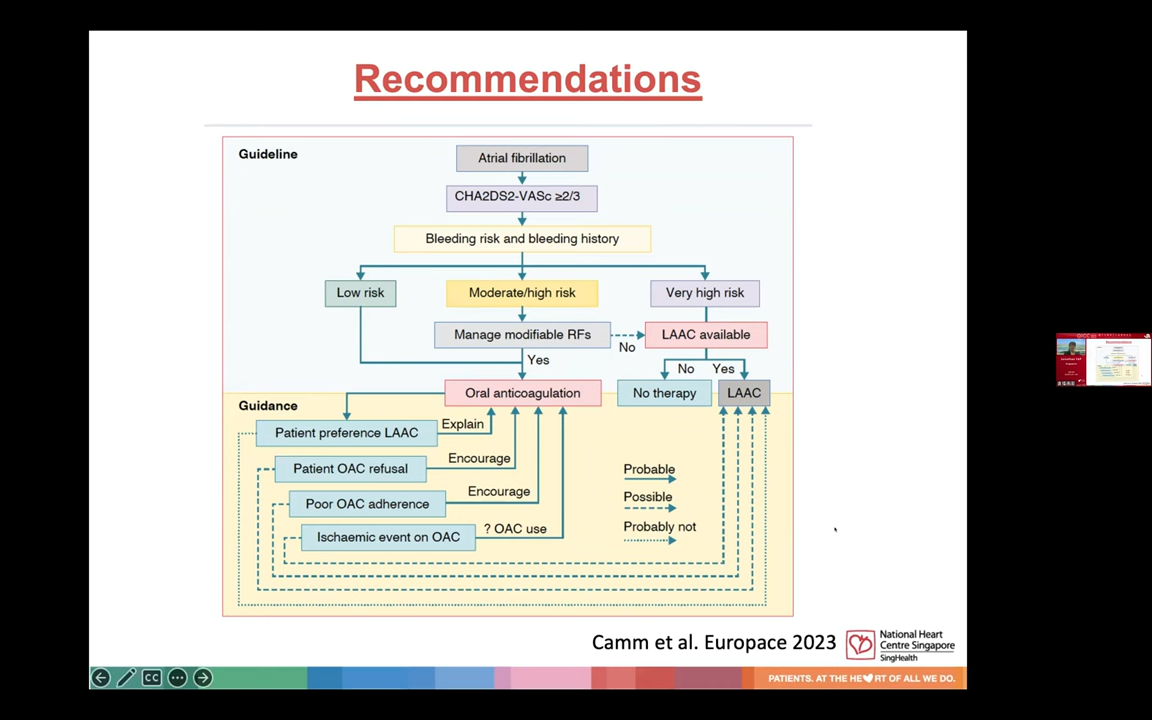 Recommendations
Guideline
Atrial fibrillation
CHA2DS2-VASc ≥2/3
Bleeding risk and bleeding history
Low risk
Moderate/high risk
Very high risk
Manage modifiable RFs
No
LAAC available
Yes
No
Yes
Oral anticoagulation
No therapy
LAAC
Guidance
Patient preference LAAC
Explain
Patient OAC refusal
Encourage
Poor OAC adherence
Encourage
Ischaemic event on OAC
? OAC use
Probable
Possible
Probably not
Camm et al. Europace 2023
National Heart
Centre Singapore
SingHealth
CC
PATIENTS. AT THE HE RT OF ALL WE DO.